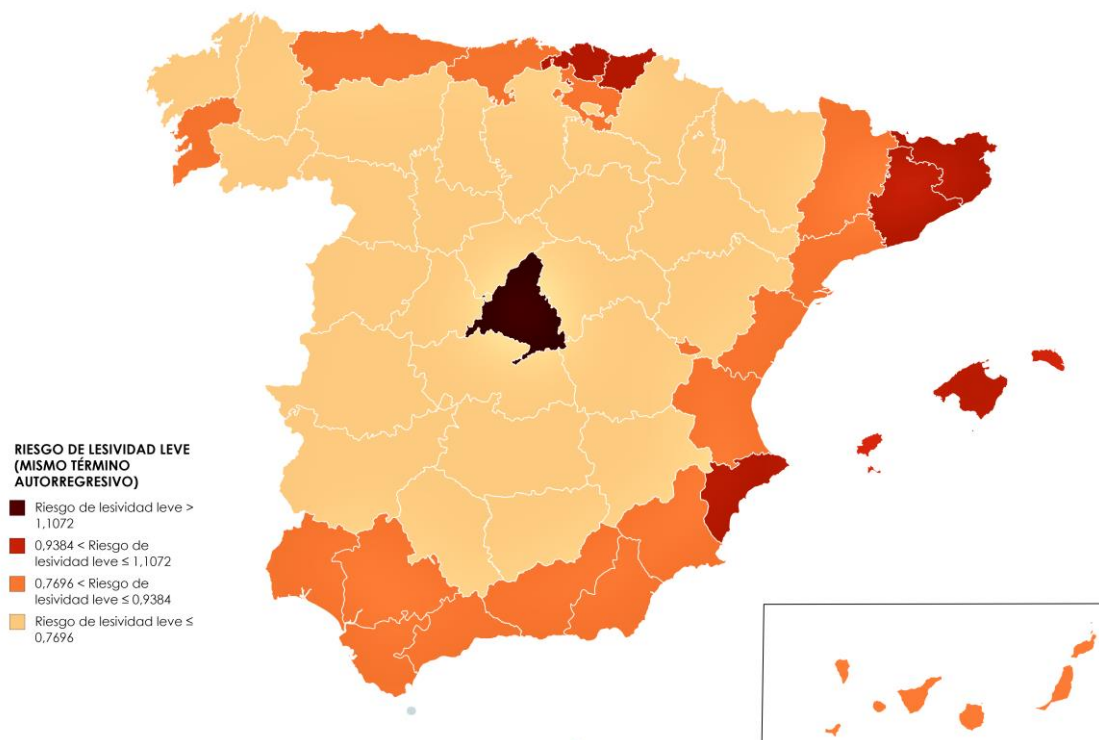 RIESGO DE LESIVIDAD LEVE
(MISMO TÉRMINO
AUTORREGRESIVO)
Riesgo de lesividad leve >
1,1072
0,9384 < Riesgo de
lesividad leve ≤ 1,1072
0,7696 < Riesgo de
lesividad leve ≤ 0,9384
Riesgo de lesividad leve ≤
0,7696